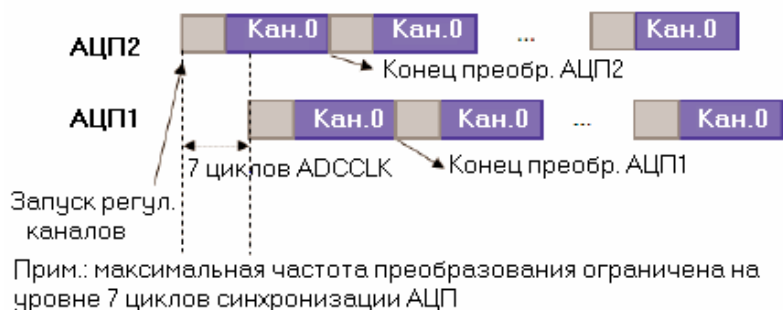 АЦП2 Кан.0 Кан.0 ... Кан.0
Конец преобр. АЦП2
АЦП1 Кан.0 Кан.0 ... Кан.0
7 циклов ADCCLK
Конец преобр. АЦП1
Запуск регул.
каналов
Прим.: максимальная частота преобразования ограничена на
уровне 7 циклов синхронизации АЦП